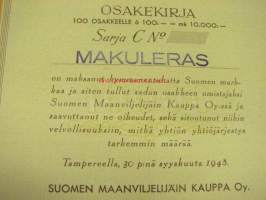 OSAKEKIRJA
100 OSAKKEELLE à 100:— — mk 10,000:—
Sarja C No
MAKULERAS
on maksanut Suomen mark-
kaa ja siten tullut sadan osakkeen omistajaksi
Suomen Maanviljelijäin Kauppa Oy:ssä ja
saavuttanut ne oikeudet, sekä sitoutunut niihin
velvollisuuksiin, mitkä yhtiön yhtiöjärjestys
tarkemmin määrää.
Tampereella, 30 p:nä syyskuuta 1948.
SUOMEN MAANVILJELIJÄIN KAUPPA Oy.